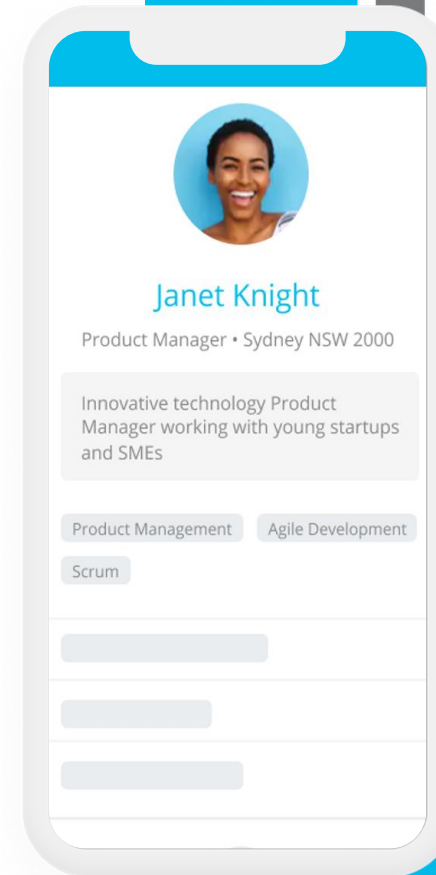 Janet Knight
Product Manager • Sydney NSW 2000
Innovative technology Product
Manager working with young startups
and SMEs
Product Management Agile Development
Scrum